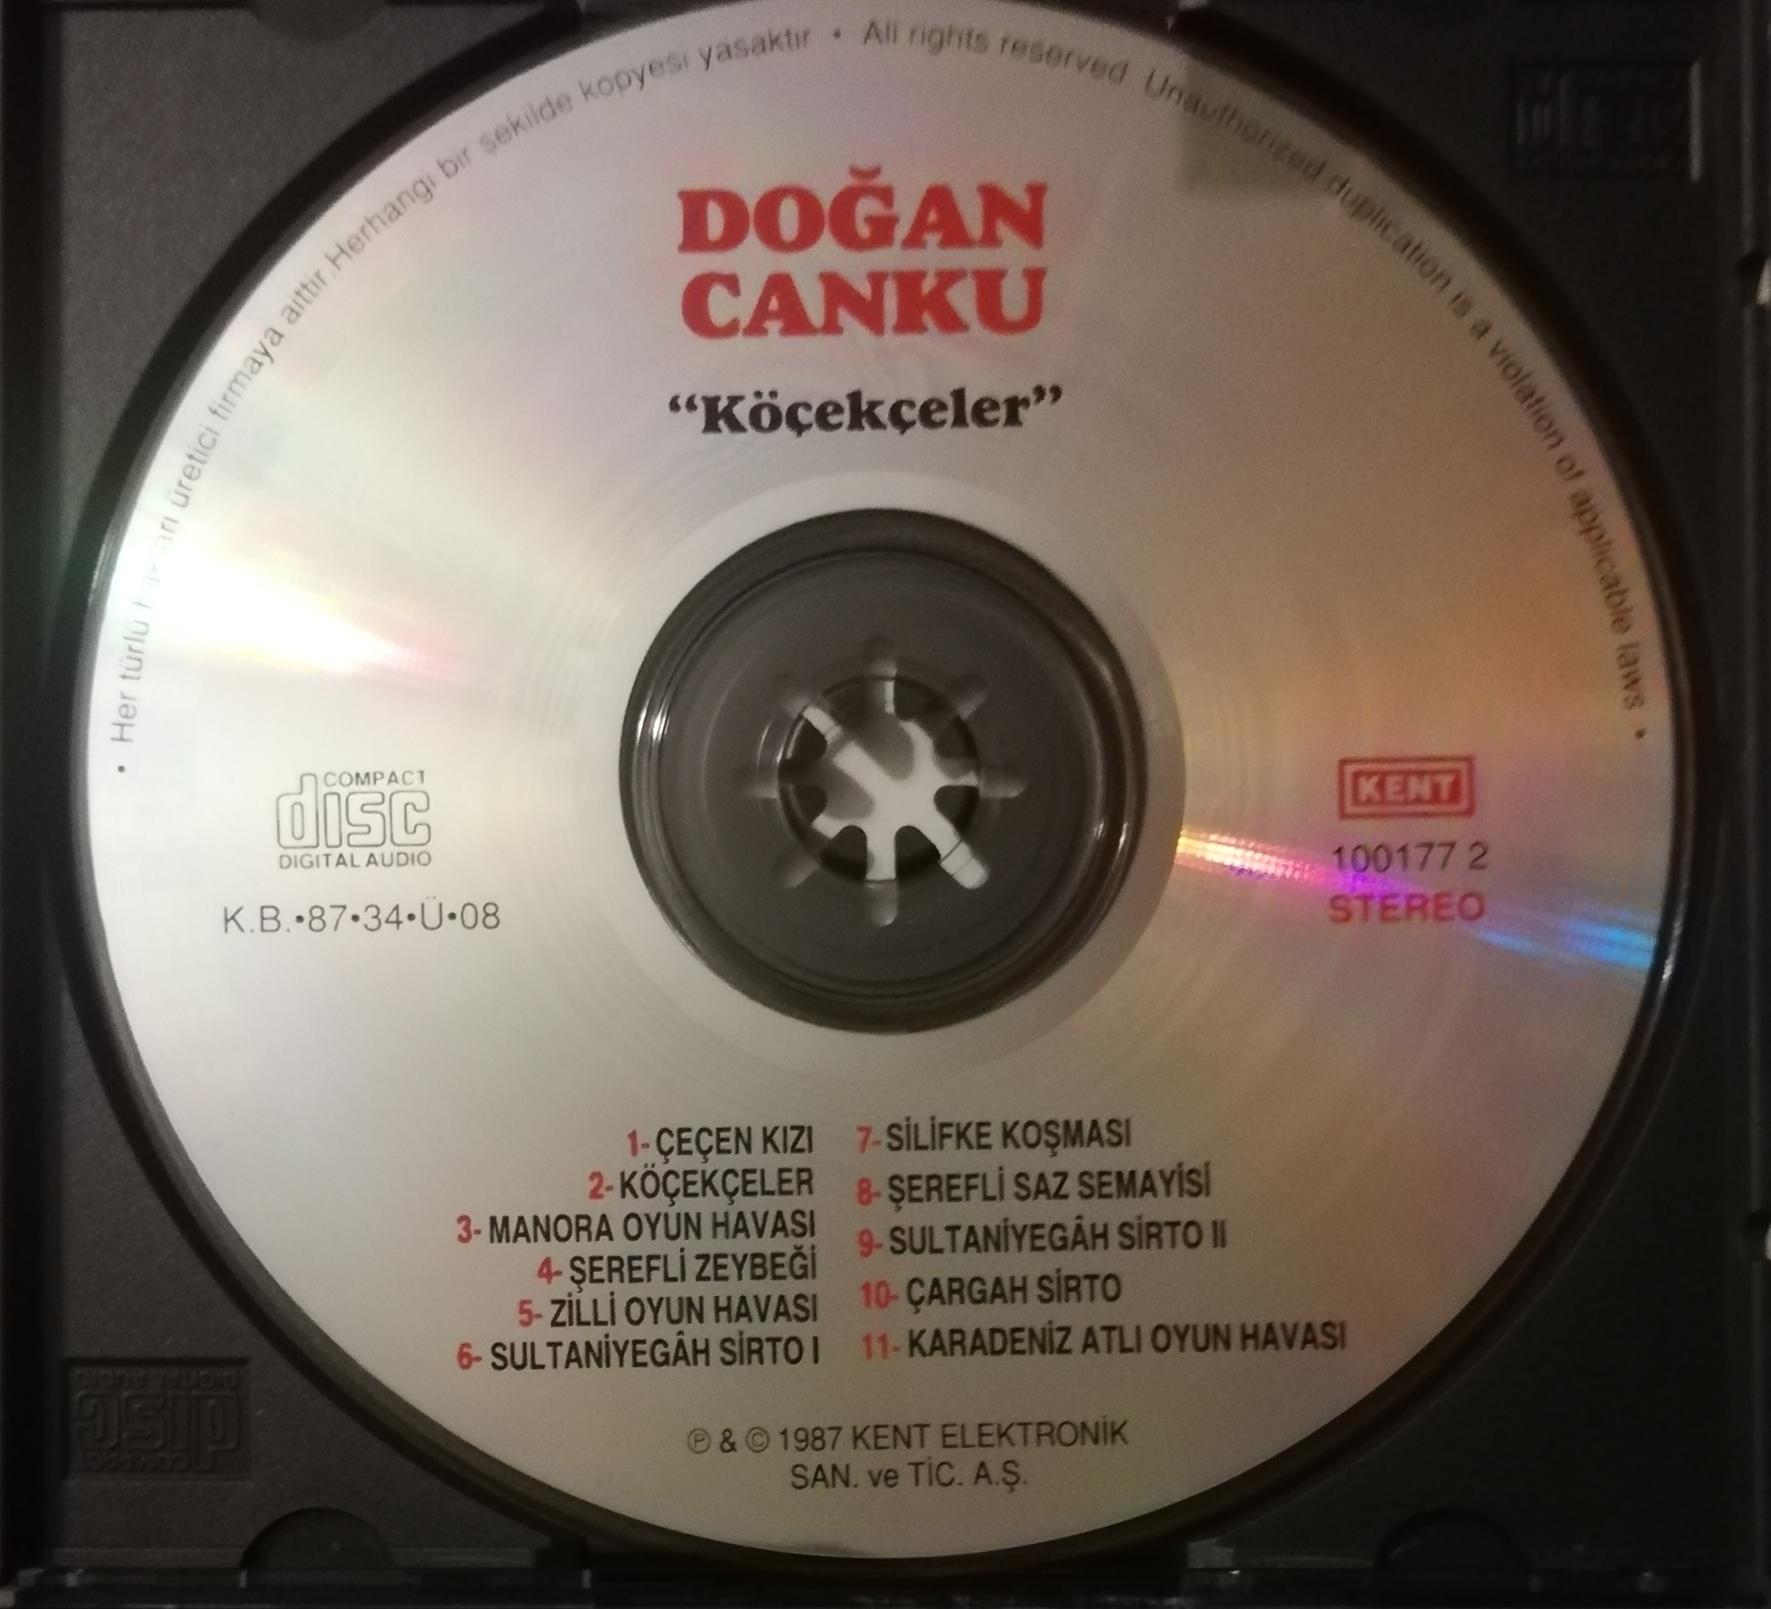 • Her türlü hakları üretici firmaya aittir.Herhangi bir şekilde kopyesi yasaktır • All rights reserved. Unauthorized duplication is a violation of applicable laws •
DOĞAN
CANKU
“Köçekçeler”
COMPACT
disc
DIGITAL AUDIO
K.B.•87•34•Ü•08
KENT
100177 2
STEREO
1- ÇEÇEN KIZI
2- KÖÇEKÇELER
3- MANORA OYUN HAVASI
4- ŞEREFLİ ZEYBEĞİ
5- ZİLLİ OYUN HAVASI
6- SULTANİYEGÂH SİRTO I
7- SİLİFKE KOŞMASI
8- ŞEREFLİ SAZ SEMAYİSİ
9- SULTANİYEGÂH SİRTO II
10- ÇARGAH SİRTO
11- KARADENİZ ATLI OYUN HAVASI
℗ & © 1987 KENT ELEKTRONİK
SAN. ve TİC. A.Ş.
COMPACT
disc
DIGITAL AUDIO